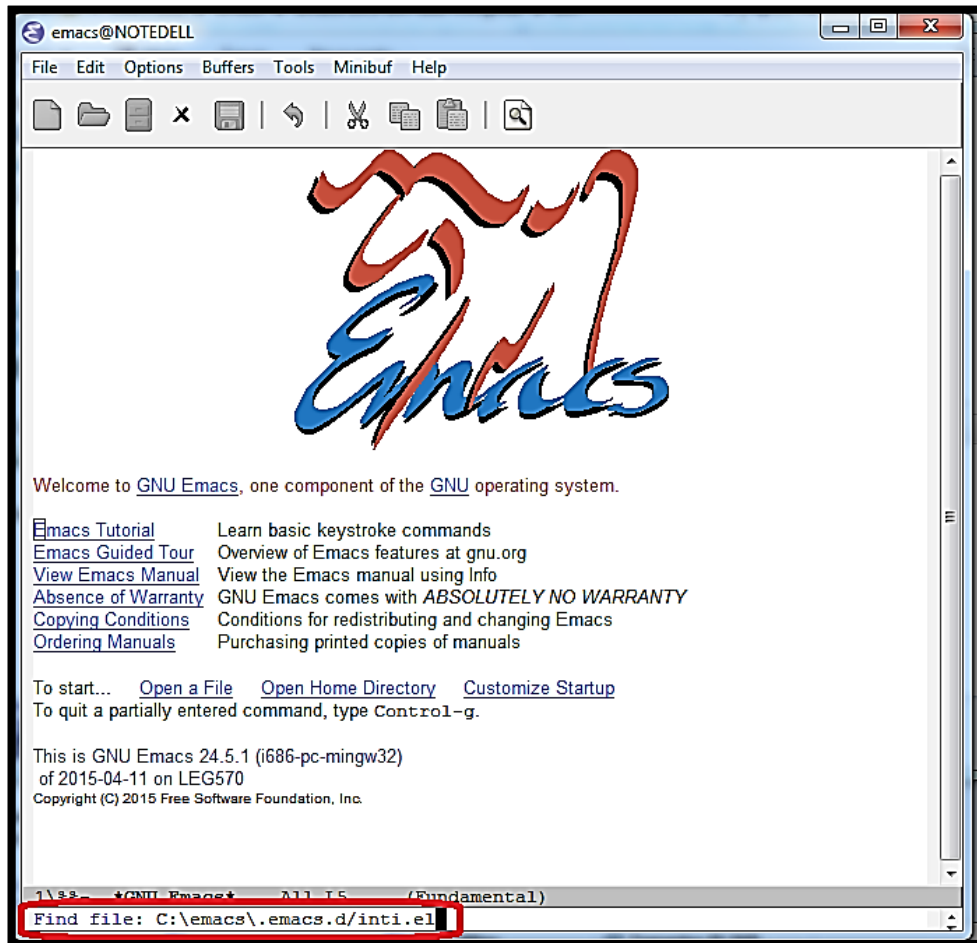 emacs@NOTEDELL
File Edit Options Buffers Tools Minibuf Help
Emacs
Welcome to GNU Emacs, one component of the GNU operating system.
Emacs Tutorial Learn basic keystroke commands
Emacs Guided Tour Overview of Emacs features at gnu.org
View Emacs Manual View the Emacs manual using Info
Absence of Warranty GNU Emacs comes with ABSOLUTELY NO WARRANTY
Copying Conditions Conditions for redistributing and changing Emacs
Ordering Manuals Purchasing printed copies of manuals
To start... Open a File Open Home Directory Customize Startup
To quit a partially entered command, type Control-g.
This is GNU Emacs 24.5.1 (i686-pc-mingw32)
of 2015-04-11 on LEG570
Copyright (C) 2015 Free Software Foundation, Inc.
1\%%- *GNU Emacs* All L5 (Fundamental)
Find file: C:\emacs\.emacs.d/inti.el